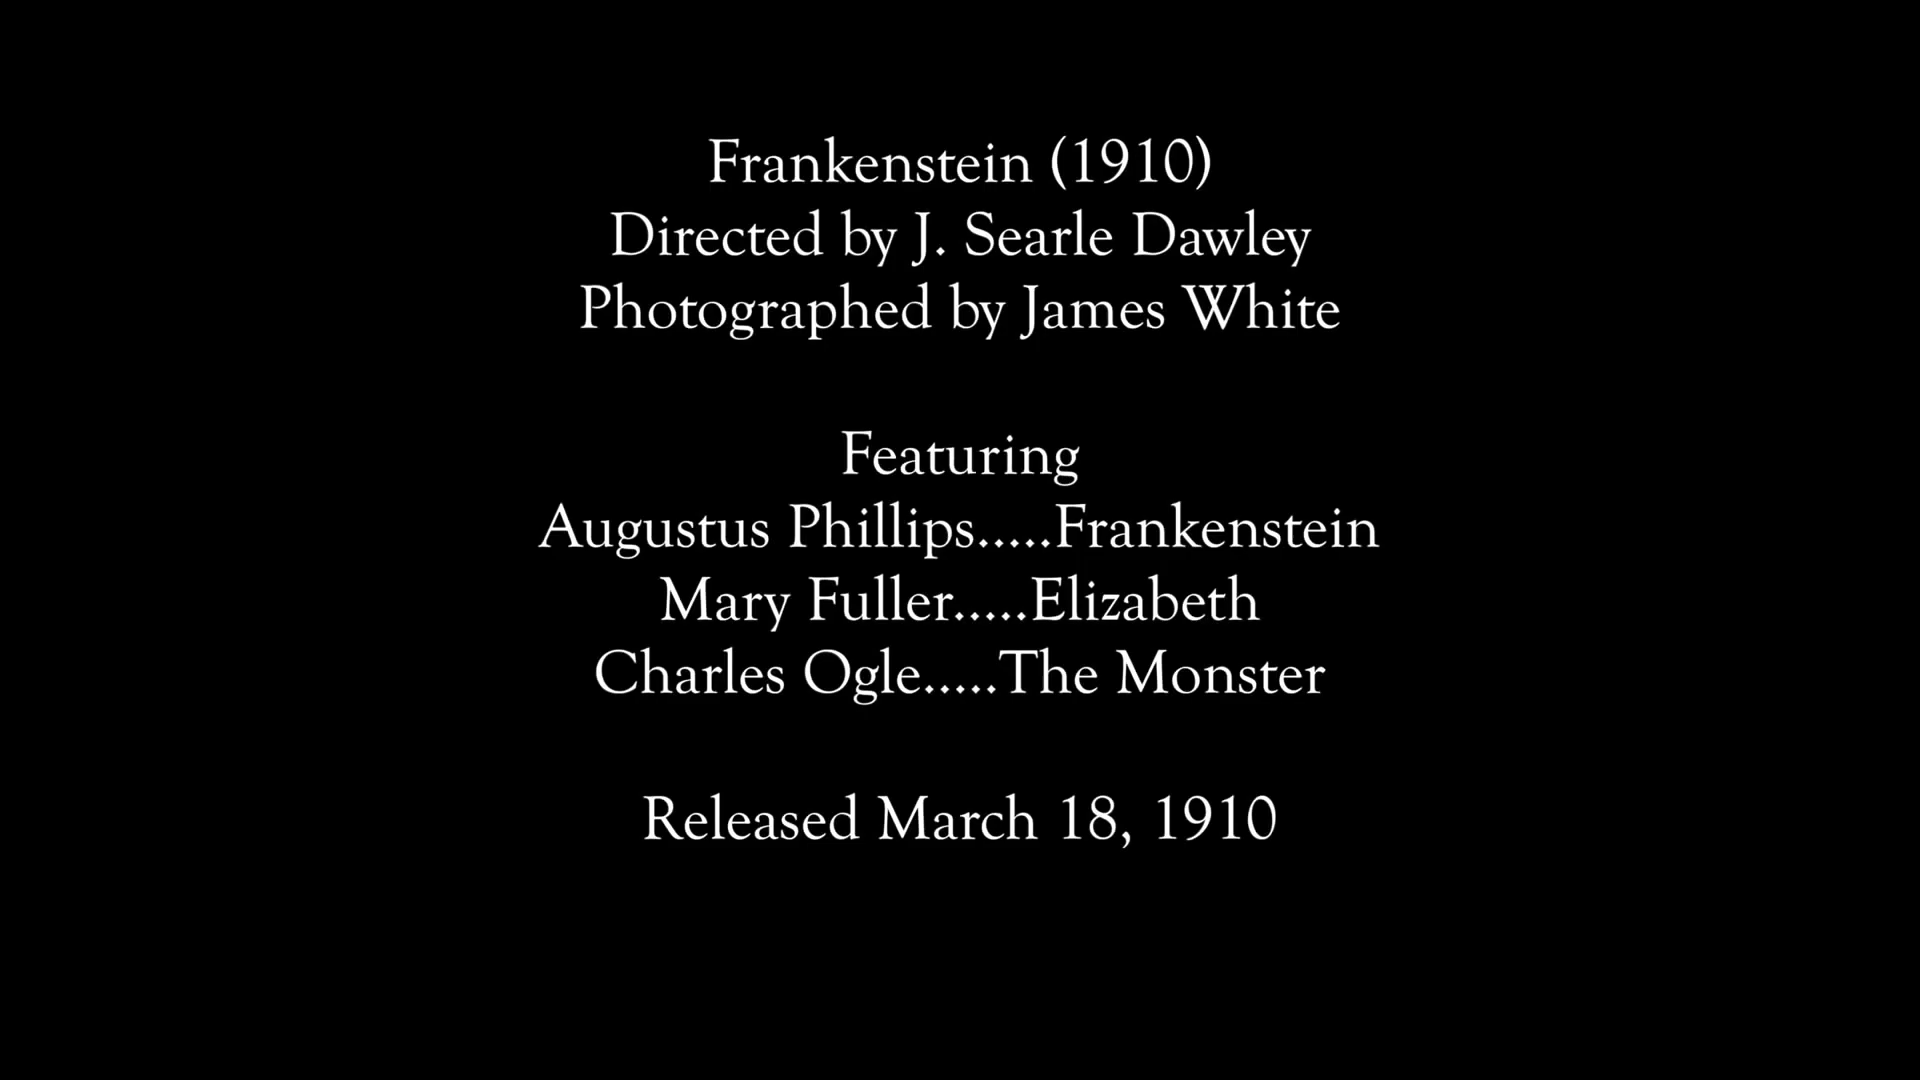 Frankenstein (1910)
Directed by J. Searle Dawley
Photographed by James White
Featuring
Augustus Phillips.....Frankenstein
Mary Fuller.....Elizabeth
Charles Ogle.....The Monster
Released March 18, 1910